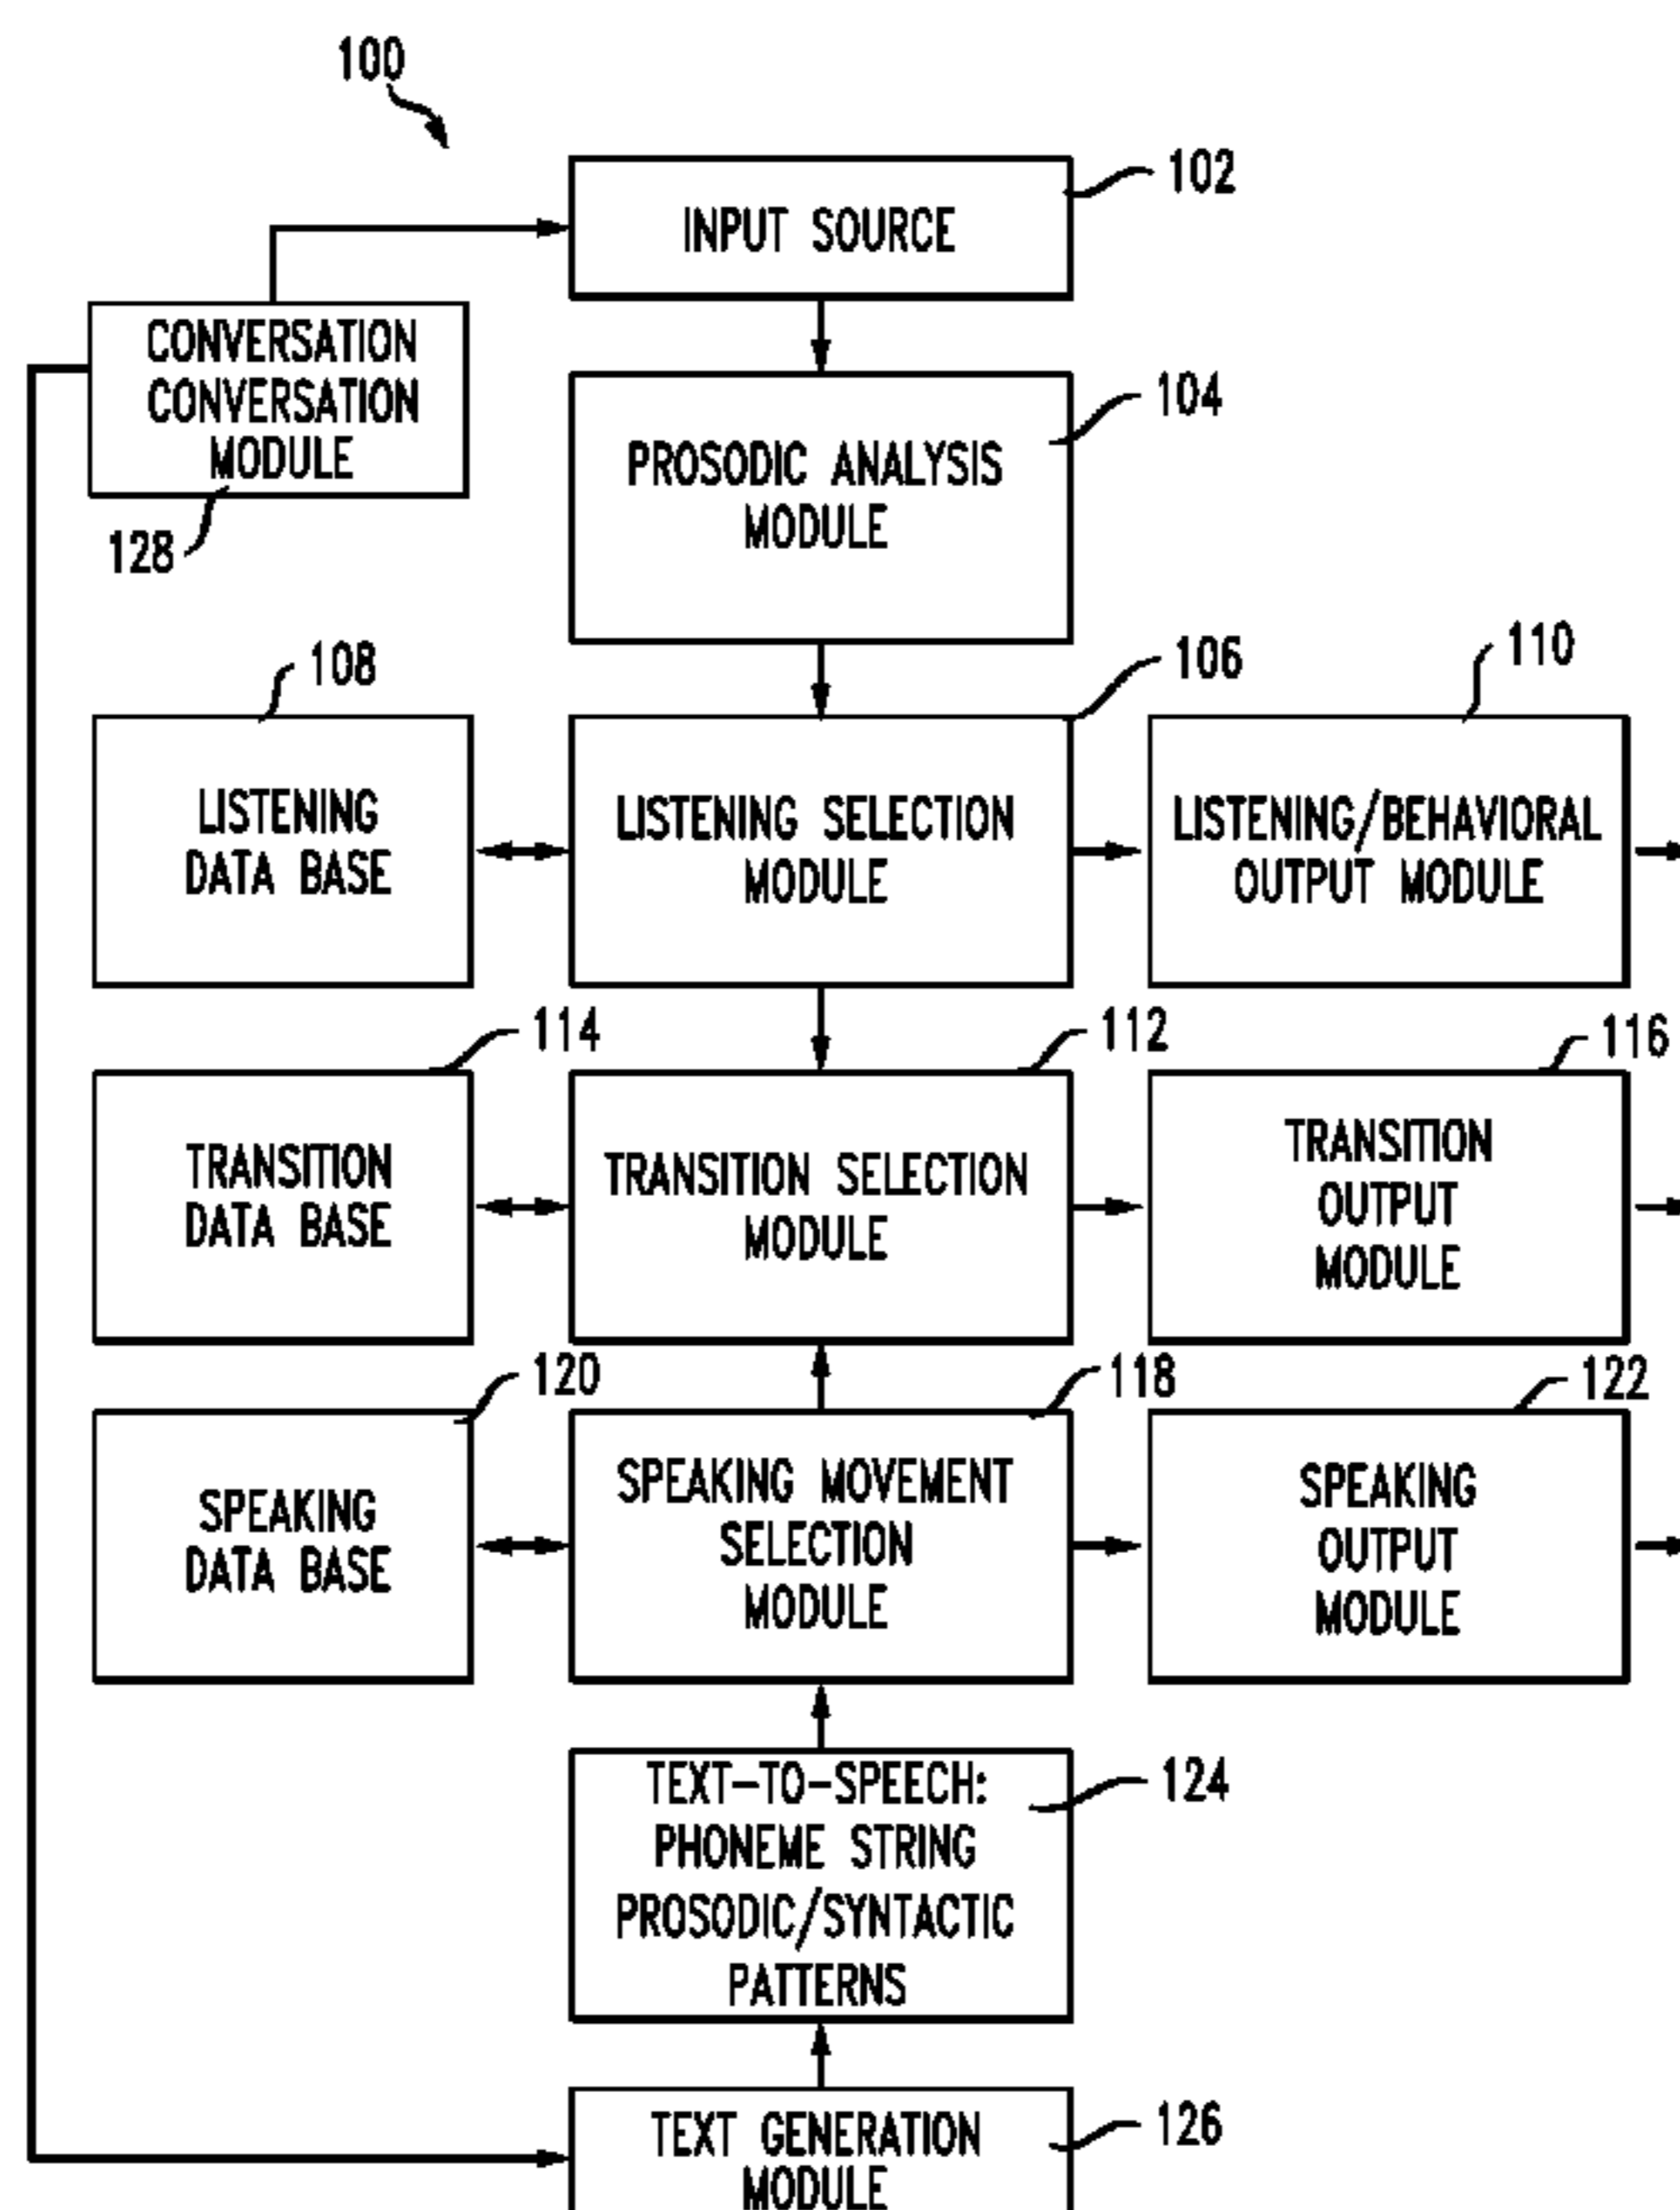 100
102
INPUT SOURCE
CONVERSATION
CONVERSATION
MODULE
128
104
PROSODIC ANALYSIS
MODULE
108
106
110
LISTENING
DATA BASE
LISTENING SELECTION
MODULE
LISTENING/BEHAVIORAL
OUTPUT MODULE
114
112
116
TRANSITION
DATA BASE
TRANSITION SELECTION
MODULE
TRANSITION
OUTPUT
MODULE
120
118
122
SPEAKING
DATA BASE
SPEAKING MOVEMENT
SELECTION
MODULE
SPEAKING
OUTPUT
MODULE
124
TEXT-TO-SPEECH:
PHONEME STRING
PROSODIC/SYNTACTIC
PATTERNS
126
TEXT GENERATION
MODULE